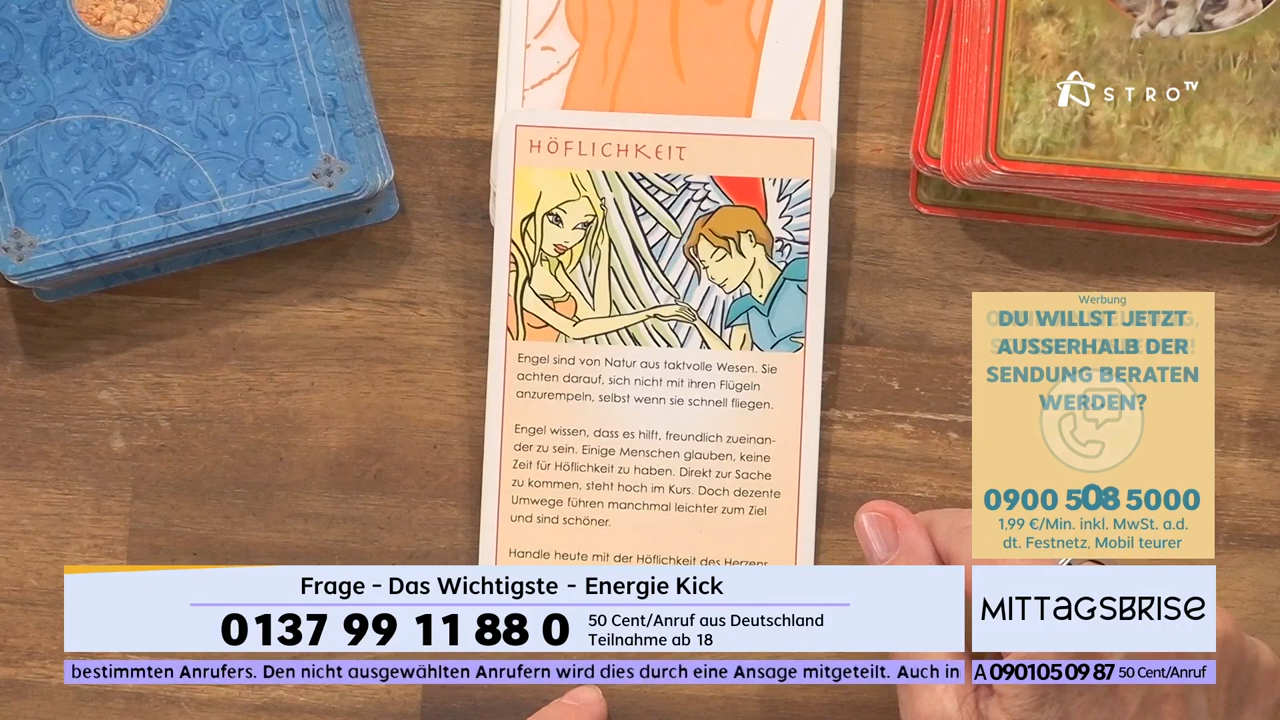 ASTRO TV
HÖFLICHKEIT
Engel sind von Natur aus taktvolle Wesen. Sie
achten darauf, sich nicht mit ihren Flügeln
anzurempeln, selbst wenn sie schnell fliegen.
Engel wissen, dass es hilft, freundlich zueinan-
der zu sein. Einige Menschen glauben, keine
Zeit für Höflichkeit zu haben. Direkt zur Sache
zu kommen, steht hoch im Kurs. Doch dezente
Umwege führen manchmal leichter zum Ziel
und sind schöner.
Handle heute mit der Höflichkeit des Herzens
Werbung
DU WILLST JETZT
AUSSERHALB DER
SENDUNG BERATEN
WERDEN?
0900 508 5000
1,99 €/Min. inkl. MwSt. a.d.
dt. Festnetz, Mobil teurer
Frage - Das Wichtigste - Energie Kick
0137 99 11 88 0
50 Cent/Anruf aus Deutschland
Teilnahme ab 18
MITTAGSBRISE
bestimmten Anrufers. Den nicht ausgewählten Anrufern wird dies durch eine Ansage mitgeteilt. Auch in
A 0901 05 09 87 50 Cent/Anruf